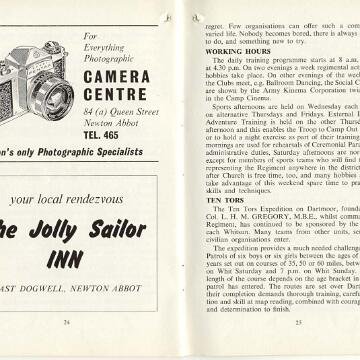 For
Everything
Photographic
CAMERA
CENTRE
84 (a) Queen Street
Newton Abbot
TEL. 465
on's only Photographic Specialists
your local rendezvous
he Jolly Sailor
INN
AST DOGWELL, NEWTON ABBOT
24
regret. Few organisations can offer such a com
varied life. Nobody becomes bored, there is always
to do, and something new to try.
WORKING HOURS
The daily training programme starts at 8 a.m.
at 4.30 p.m. On two evenings a week regimental act
hobbies take place. On other evenings of the week
the Clubs meet, e.g. Ballroom Dancing, the Social C
are shown by the Army Kinema Corporation twic
in the Camp Cinema.
Sports afternoons are held on Wednesday each
on alternative Thursdays and Fridays. External I
Adventure Training is held on the other Thursd
afternoon and this enables the Troop to Camp Out
or to hold a night exercise as part of their training
mornings are used for rehearsals of Ceremonial Para
administrative duties, Saturday afternoons are nor
except for members of sports teams who will find t
represent the Regiment anywhere in the district
after Church is free time, too, and many hobbies
take advantage of this weekend spare time to pra
skills and techniques.
TEN TORS
The Ten Tors Expedition on Dartmoor, found
Col. L. H. M. GREGORY, M.B.E., whilst comma
Regiment, has continued to be sponsored by the
each Whitsun. Many teams from other units, ser
civilian organisations enter.
The expedition provides a much needed challeng
Patrols of six boys or six girls between the ages of
years set out on courses of 35, 50 or 60 miles, betw
on Whit Saturday and 7 p.m. on Whit Sunday.
length of the course depends on the age bracket in
patrol has entered. The routes are set over Dart
their completion demands thorough training, carefu
tion and skill at map reading, combined with courag
and determination to finish.
25